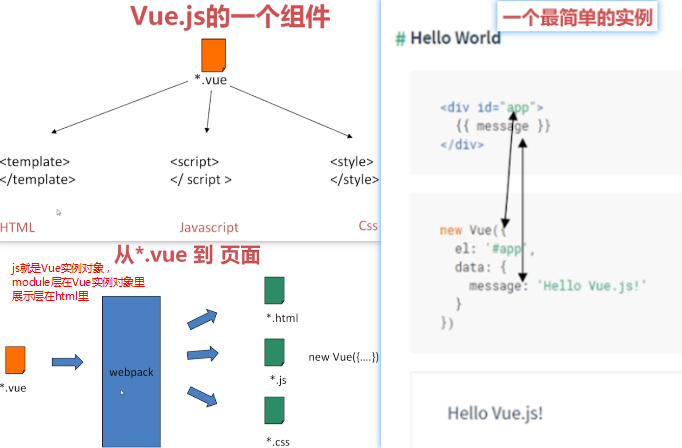 Vue.js的一个组件
*.vue
<template>
</template>
<script>
</ script >
<style>
</style>
HTML
Javascript
Css
从*.vue 到 页面
js就是Vue实例对象，
module层在Vue实例对象里
展示层在html里
*.vue
webpack
*.html
*.js
new Vue({....})
*.css
一个最简单的实例
# Hello World
<div id="app">
{{ message }}
</div>
new Vue({
el: '#app',
data: {
message: 'Hello Vue.js!'
}
})
Hello Vue.js!